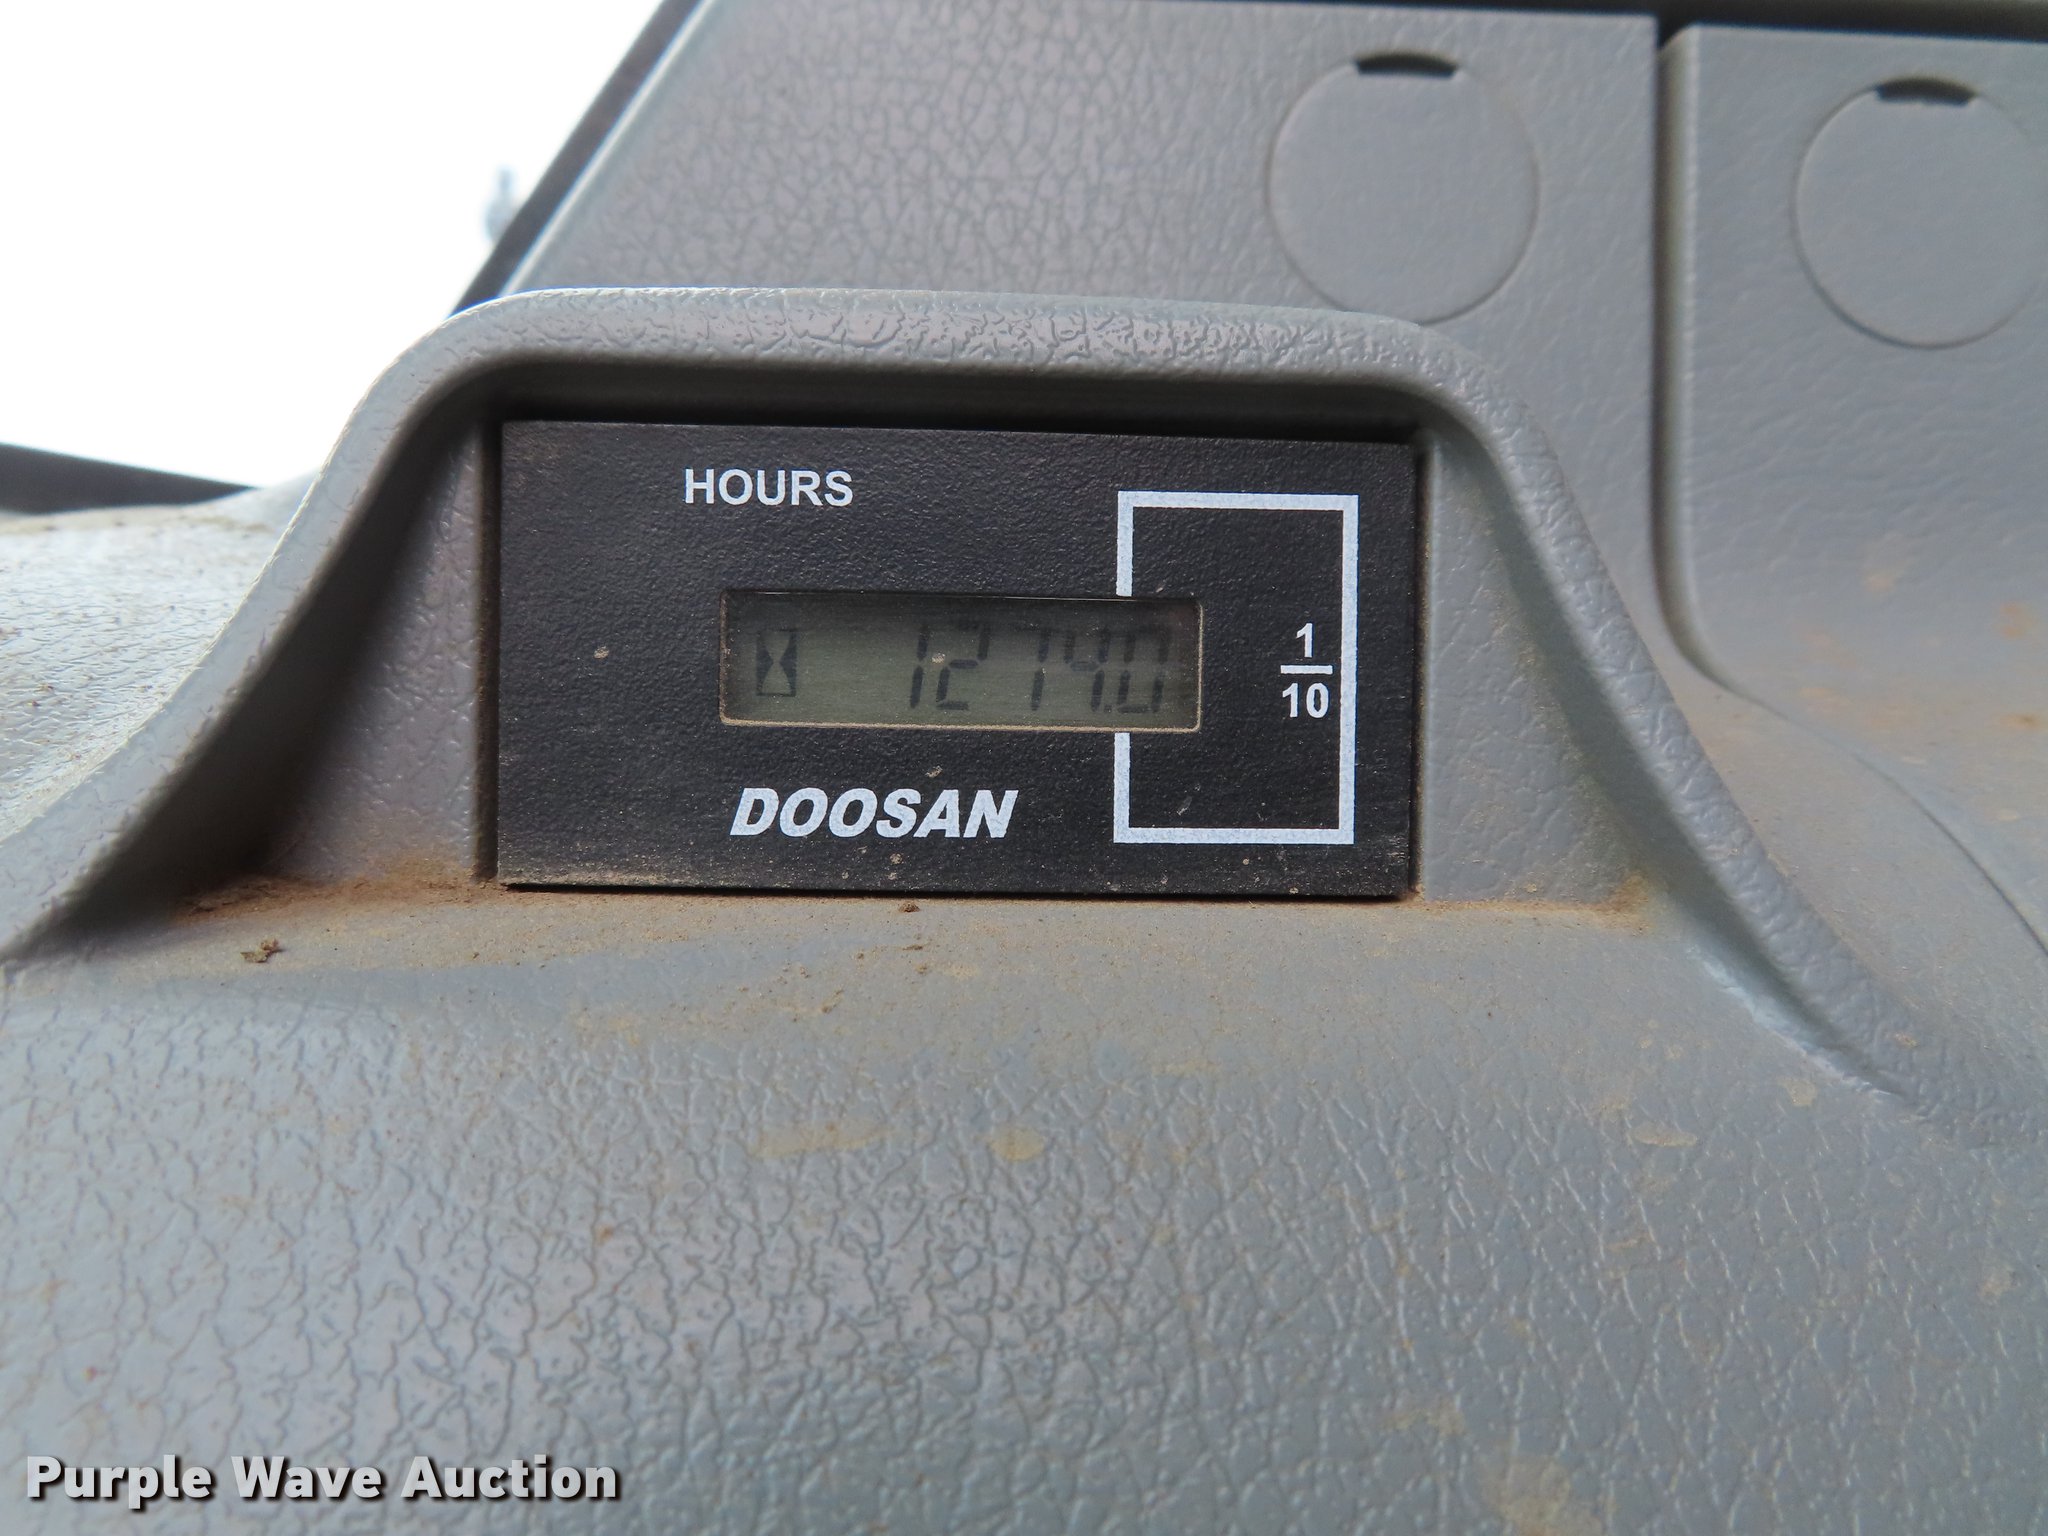 HOURS
1274.0
1
10
DOOSAN
Purple Wave Auction